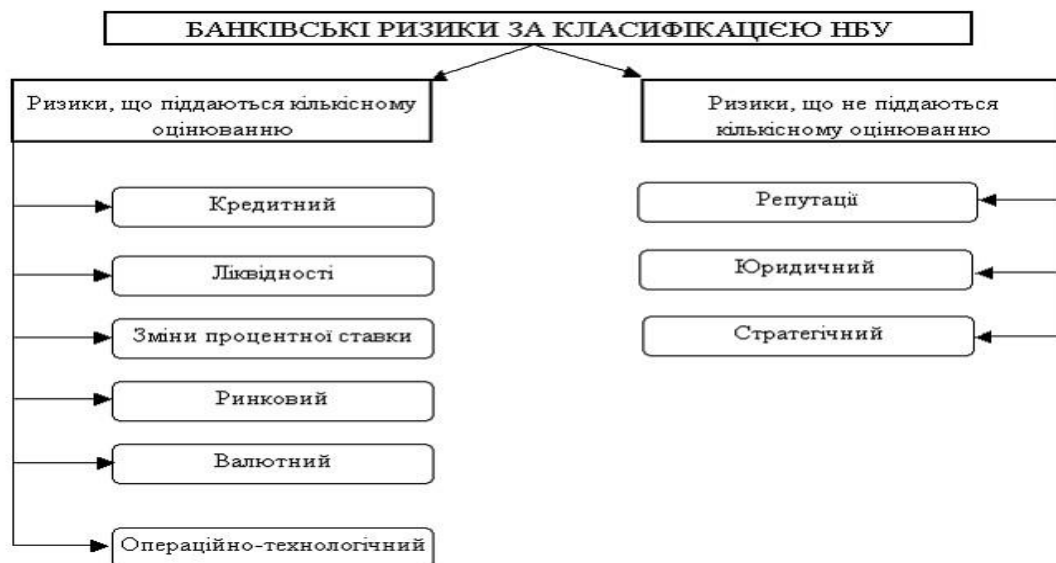 БАНКІВСЬКІ РИЗИКИ ЗА КЛАСИФІКАЦІЄЮ НБУ
Ризики, що піддаються кількісному
оцінюванню
Ризики, що не піддаються
кількісному оцінюванню
Кредитний
Ліквідності
Зміни процентної ставки
Ринковий
Валютний
Операційно-технологічний
Репутації
Юридичний
Стратегічний